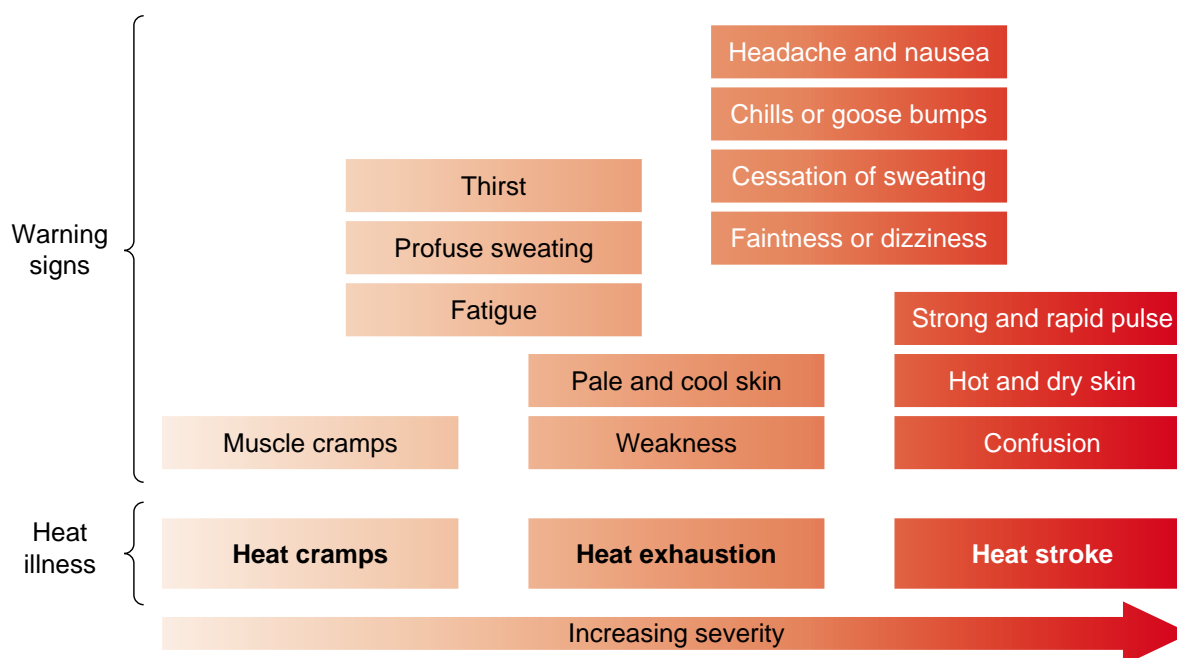 Headache and nausea
Chills or goose bumps
Thirst
Cessation of sweating
Warning
signs
Profuse sweating
Faintness or dizziness
Fatigue
Strong and rapid pulse
Pale and cool skin
Hot and dry skin
Muscle cramps
Weakness
Confusion
Heat
illness
Heat cramps
Heat exhaustion
Heat stroke
Increasing severity